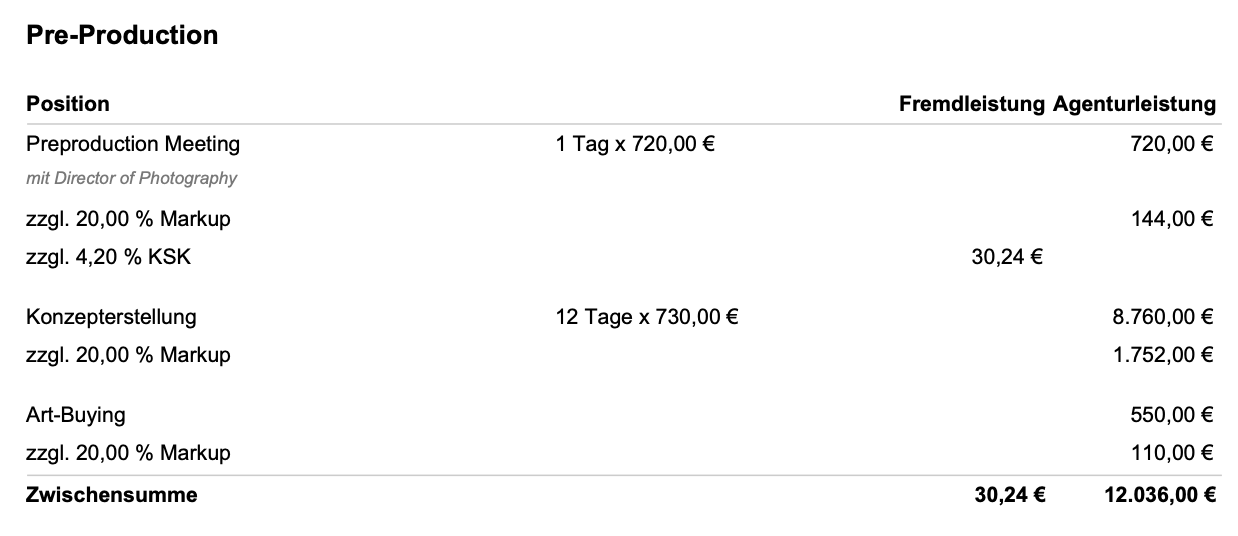 Pre-Production
Position Fremdleistung Agenturleistung
Preproduction Meeting 1 Tag x 720,00 € 720,00 €
mit Director of Photography
zzgl. 20,00 % Markup 144,00 €
zzgl. 4,20 % KSK 30,24 €
Konzepterstellung 12 Tage x 730,00 € 8.760,00 €
zzgl. 20,00 % Markup 1.752,00 €
Art-Buying 550,00 €
zzgl. 20,00 % Markup 110,00 €
Zwischensumme 30,24 € 12.036,00 €